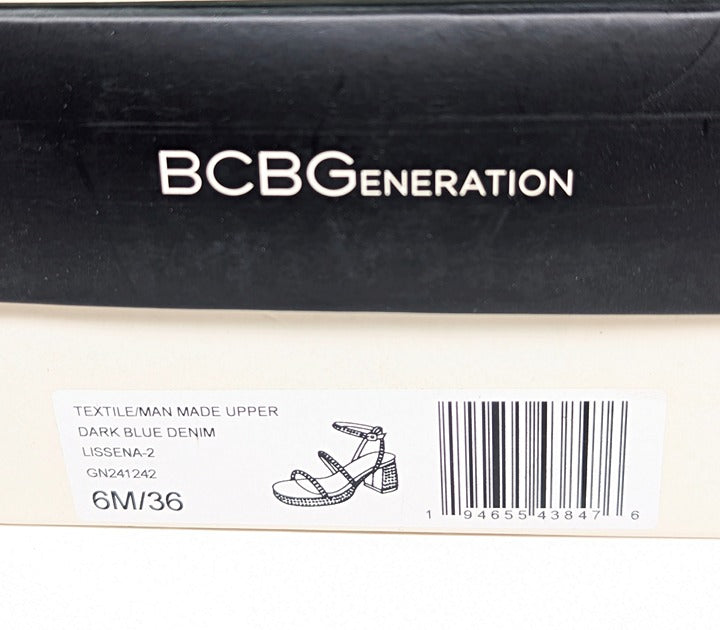 BCBGENERATION
TEXTILE/MAN MADE UPPER
DARK BLUE DENIM
LISSENA-2
GN241242
6M/36
1 94655 43847 6